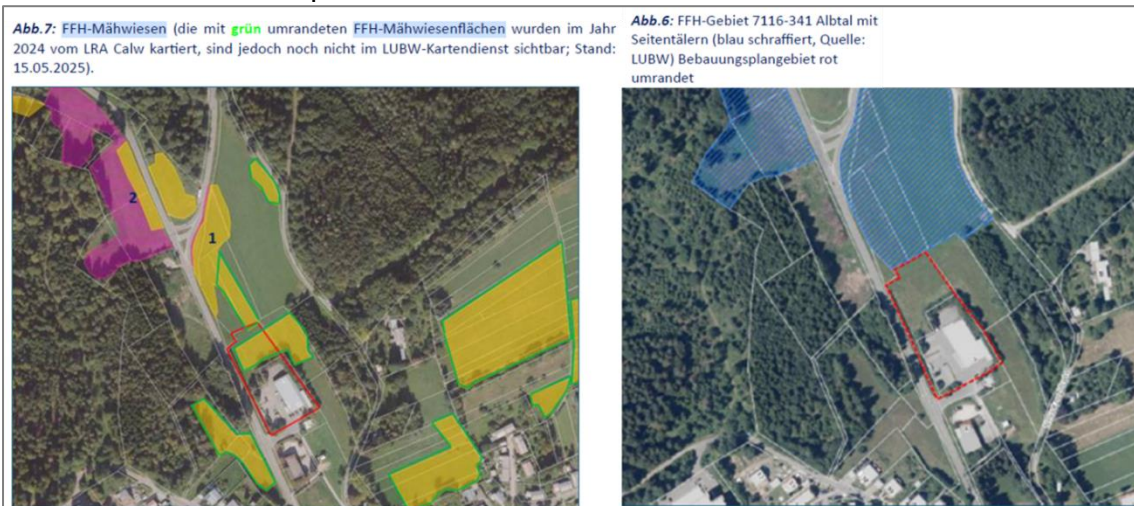 Abb.7: FFH-Mähwiesen (die mit grün umrandeten FFH-Mähwiesenflächen wurden im Jahr
2024 vom LRA Calw kartiert, sind jedoch noch nicht im LUBW-Kartendienst sichtbar; Stand:
15.05.2025).
2
1
Abb.6: FFH-Gebiet 7116-341 Albtal mit
Seitentälern (blau schraffiert, Quelle:
LUBW) Bebauungsplangebiet rot
umrandet